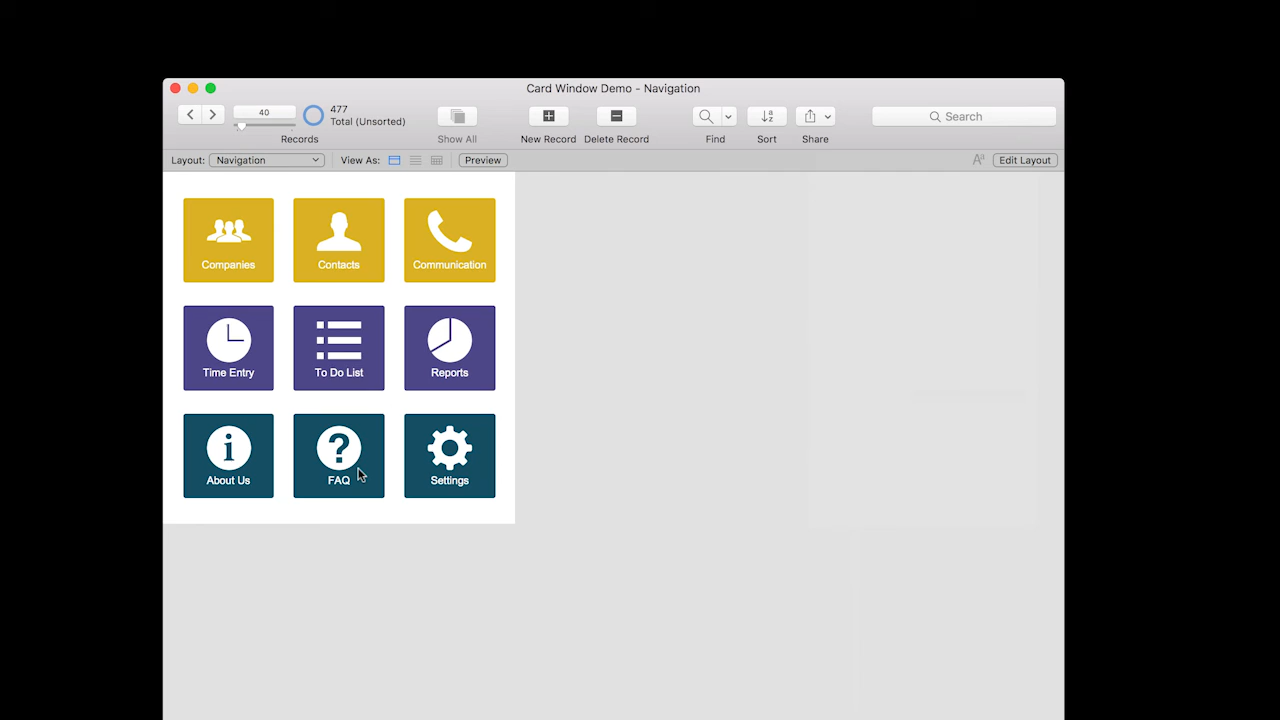 Card Window Demo - Navigation
40
477
Total (Unsorted)
Records
Show All
New Record
Delete Record
Find
Sort
Share
Search
Layout:
Navigation
View As:
Preview
Aa
Edit Layout
Companies
Contacts
Communication
Time Entry
To Do List
Reports
About Us
FAQ
Settings